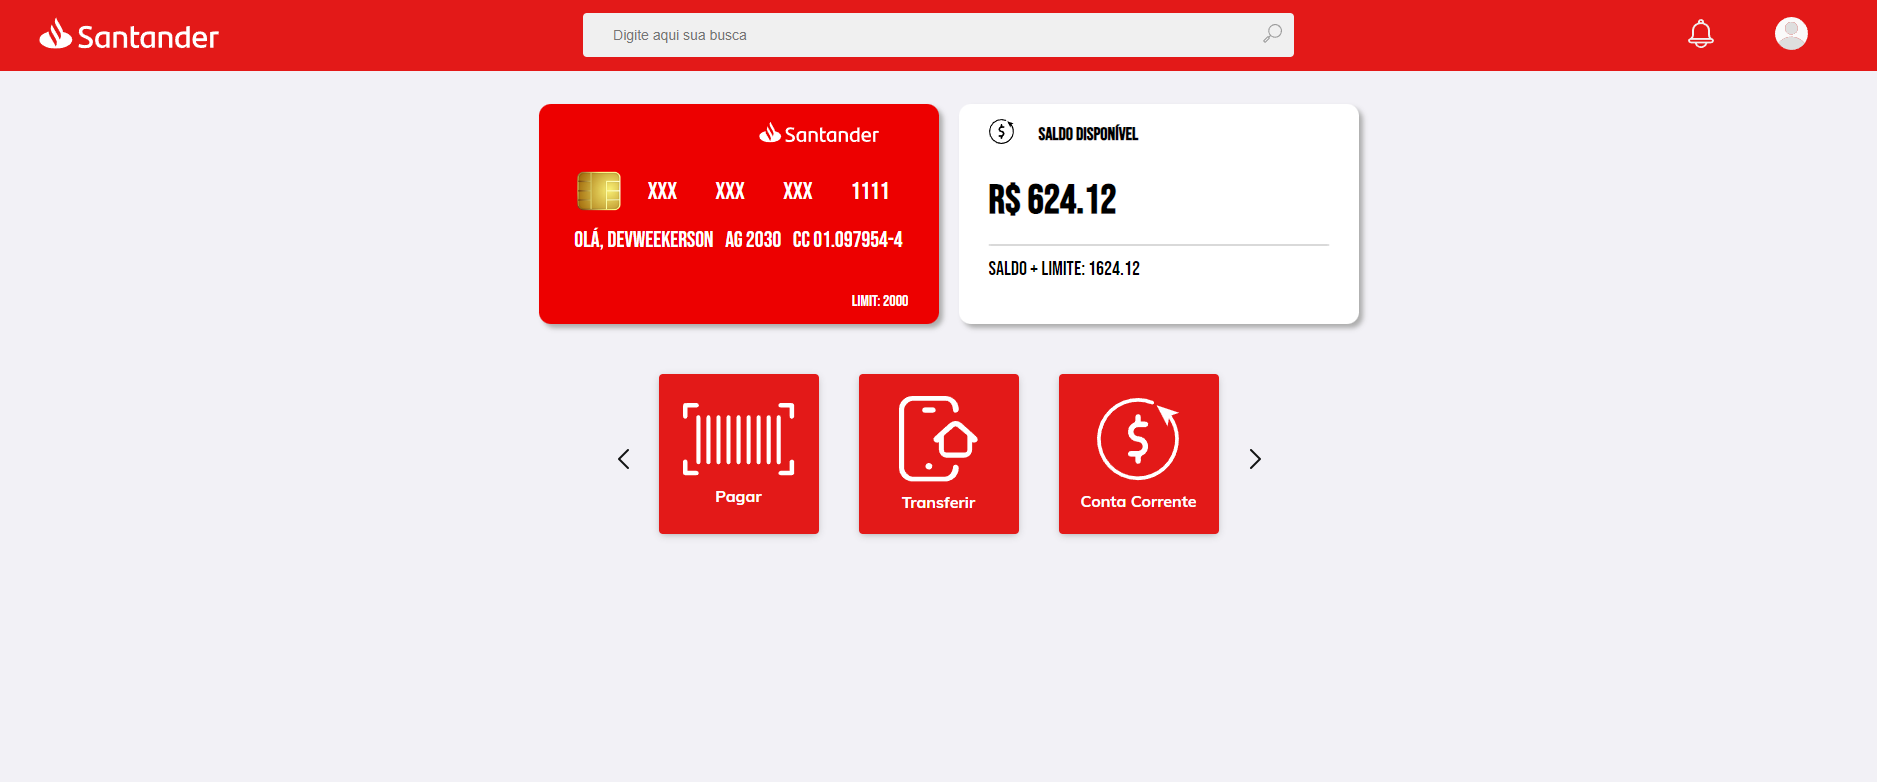 Santander
Digite aqui sua busca
Santander
XXX XXX XXX 1111
OLÁ, DEVWEEKERSON AG 2030 CC 01.097954-4
LIMIT: 2000
SALDO DISPONÍVEL
R$ 624.12
SALDO + LIMITE: 1624.12
Pagar
Transferir
Conta Corrente